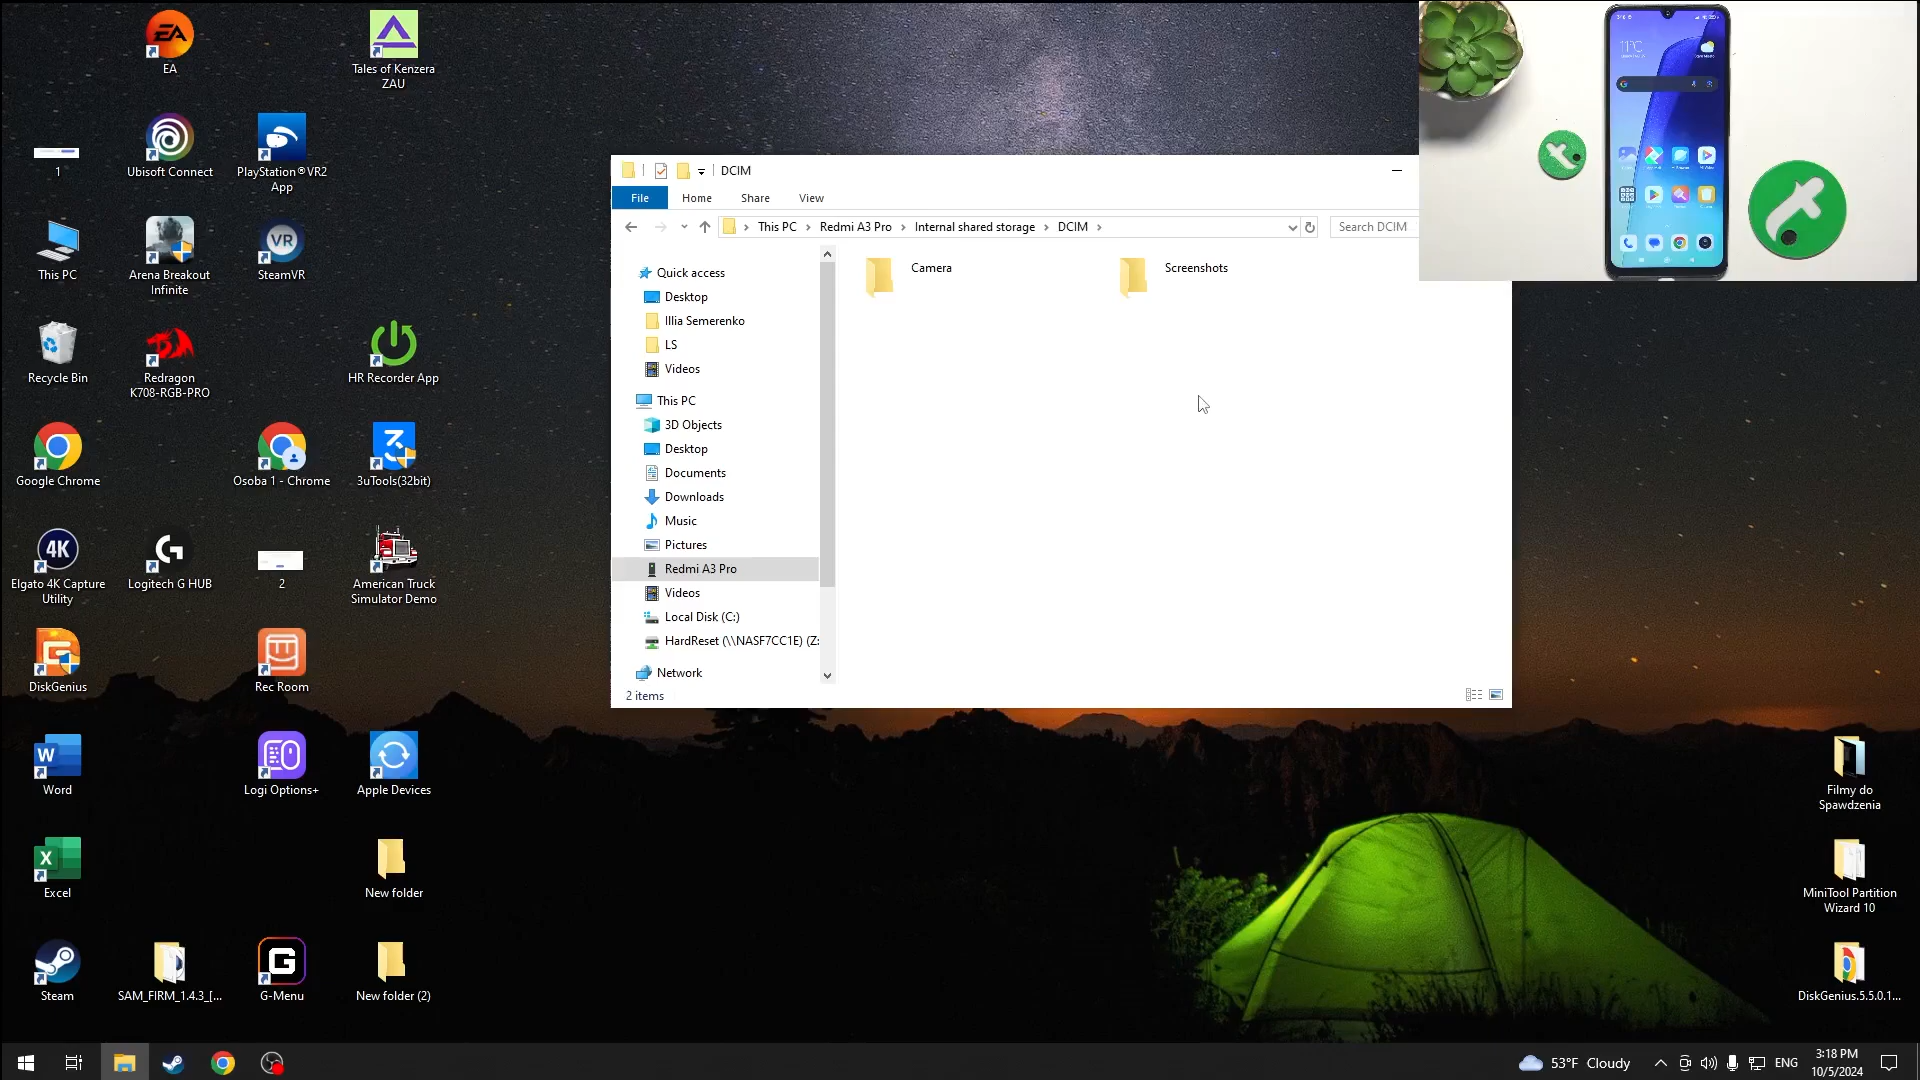 EA
Tales of Kenzera
ZAU
1
Ubisoft Connect
PlayStation®VR2
App
This PC
Arena Breakout
Infinite
SteamVR
VR
Recycle Bin
Redragon
K708-RGB-PRO
HR Recorder App
Google Chrome
Osoba 1 - Chrome
3uTools(32bit)
4K
Elgato 4K Capture
Utility
Logitech G HUB
2
American Truck
Simulator Demo
DiskGenius
Rec Room
W
Word
Logi Options+
Apple Devices
X
Excel
New folder
Steam
SAM_FIRM_1.4.3_[...
G
G-Menu
New folder (2)
DCIM
File
Home
Share
View
This PC
Redmi A3 Pro
Internal shared storage
DCIM
Search DCIM
Quick access
Desktop
Illia Semerenko
LS
Videos
This PC
3D Objects
Desktop
Documents
Downloads
Music
Pictures
Redmi A3 Pro
Videos
Local Disk (C:)
HardReset (\\NASF7CC1E) (Z:
Network
Camera
Screenshots
2 items
11°C
Filmy do
Spawdzenia
MiniTool Partition
Wizard 10
DiskGenius.5.5.0.1...
53°F Cloudy
ENG
3:18 PM
10/5/2024